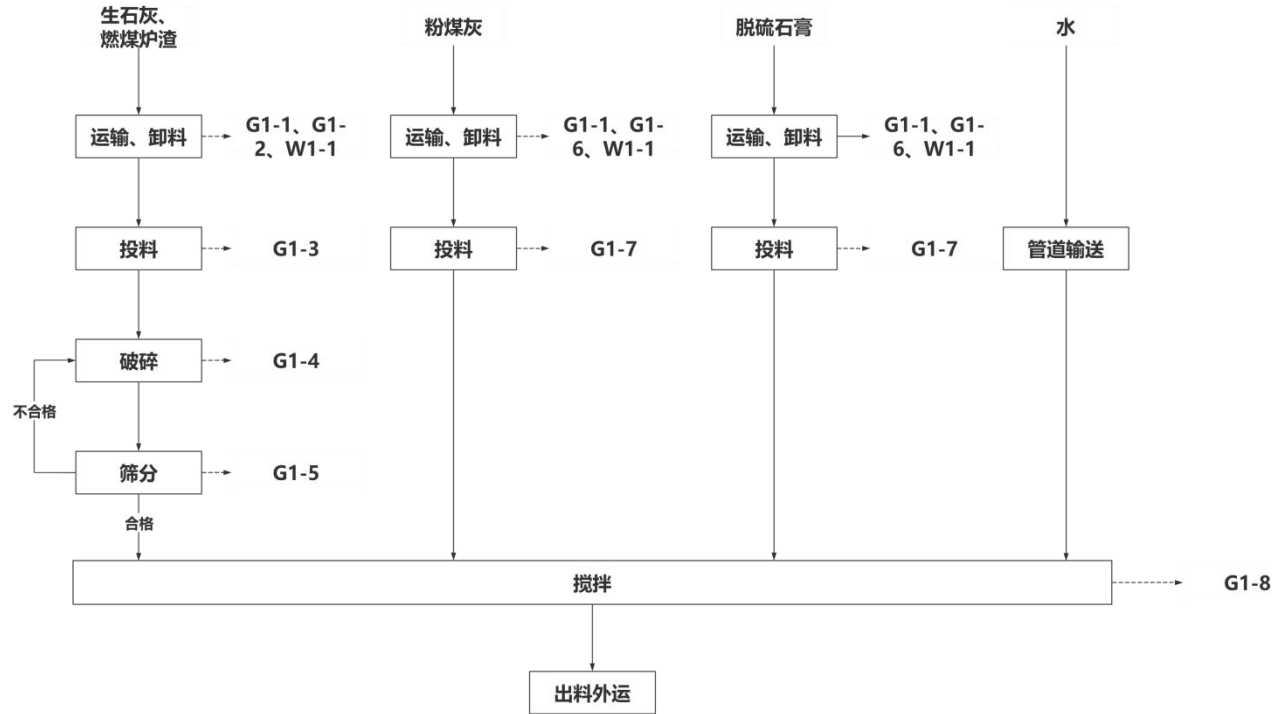 生石灰、
燃煤炉渣
粉煤灰
脱硫石膏
水
运输、卸料
G1-1、G1-
2、W1-1
运输、卸料
G1-1、G1-
6、W1-1
运输、卸料
G1-1、G1-
6、W1-1
投料
G1-3
投料
G1-7
投料
G1-7
管道输送
破碎
G1-4
不合格
筛分
G1-5
合格
搅拌
G1-8
出料外运